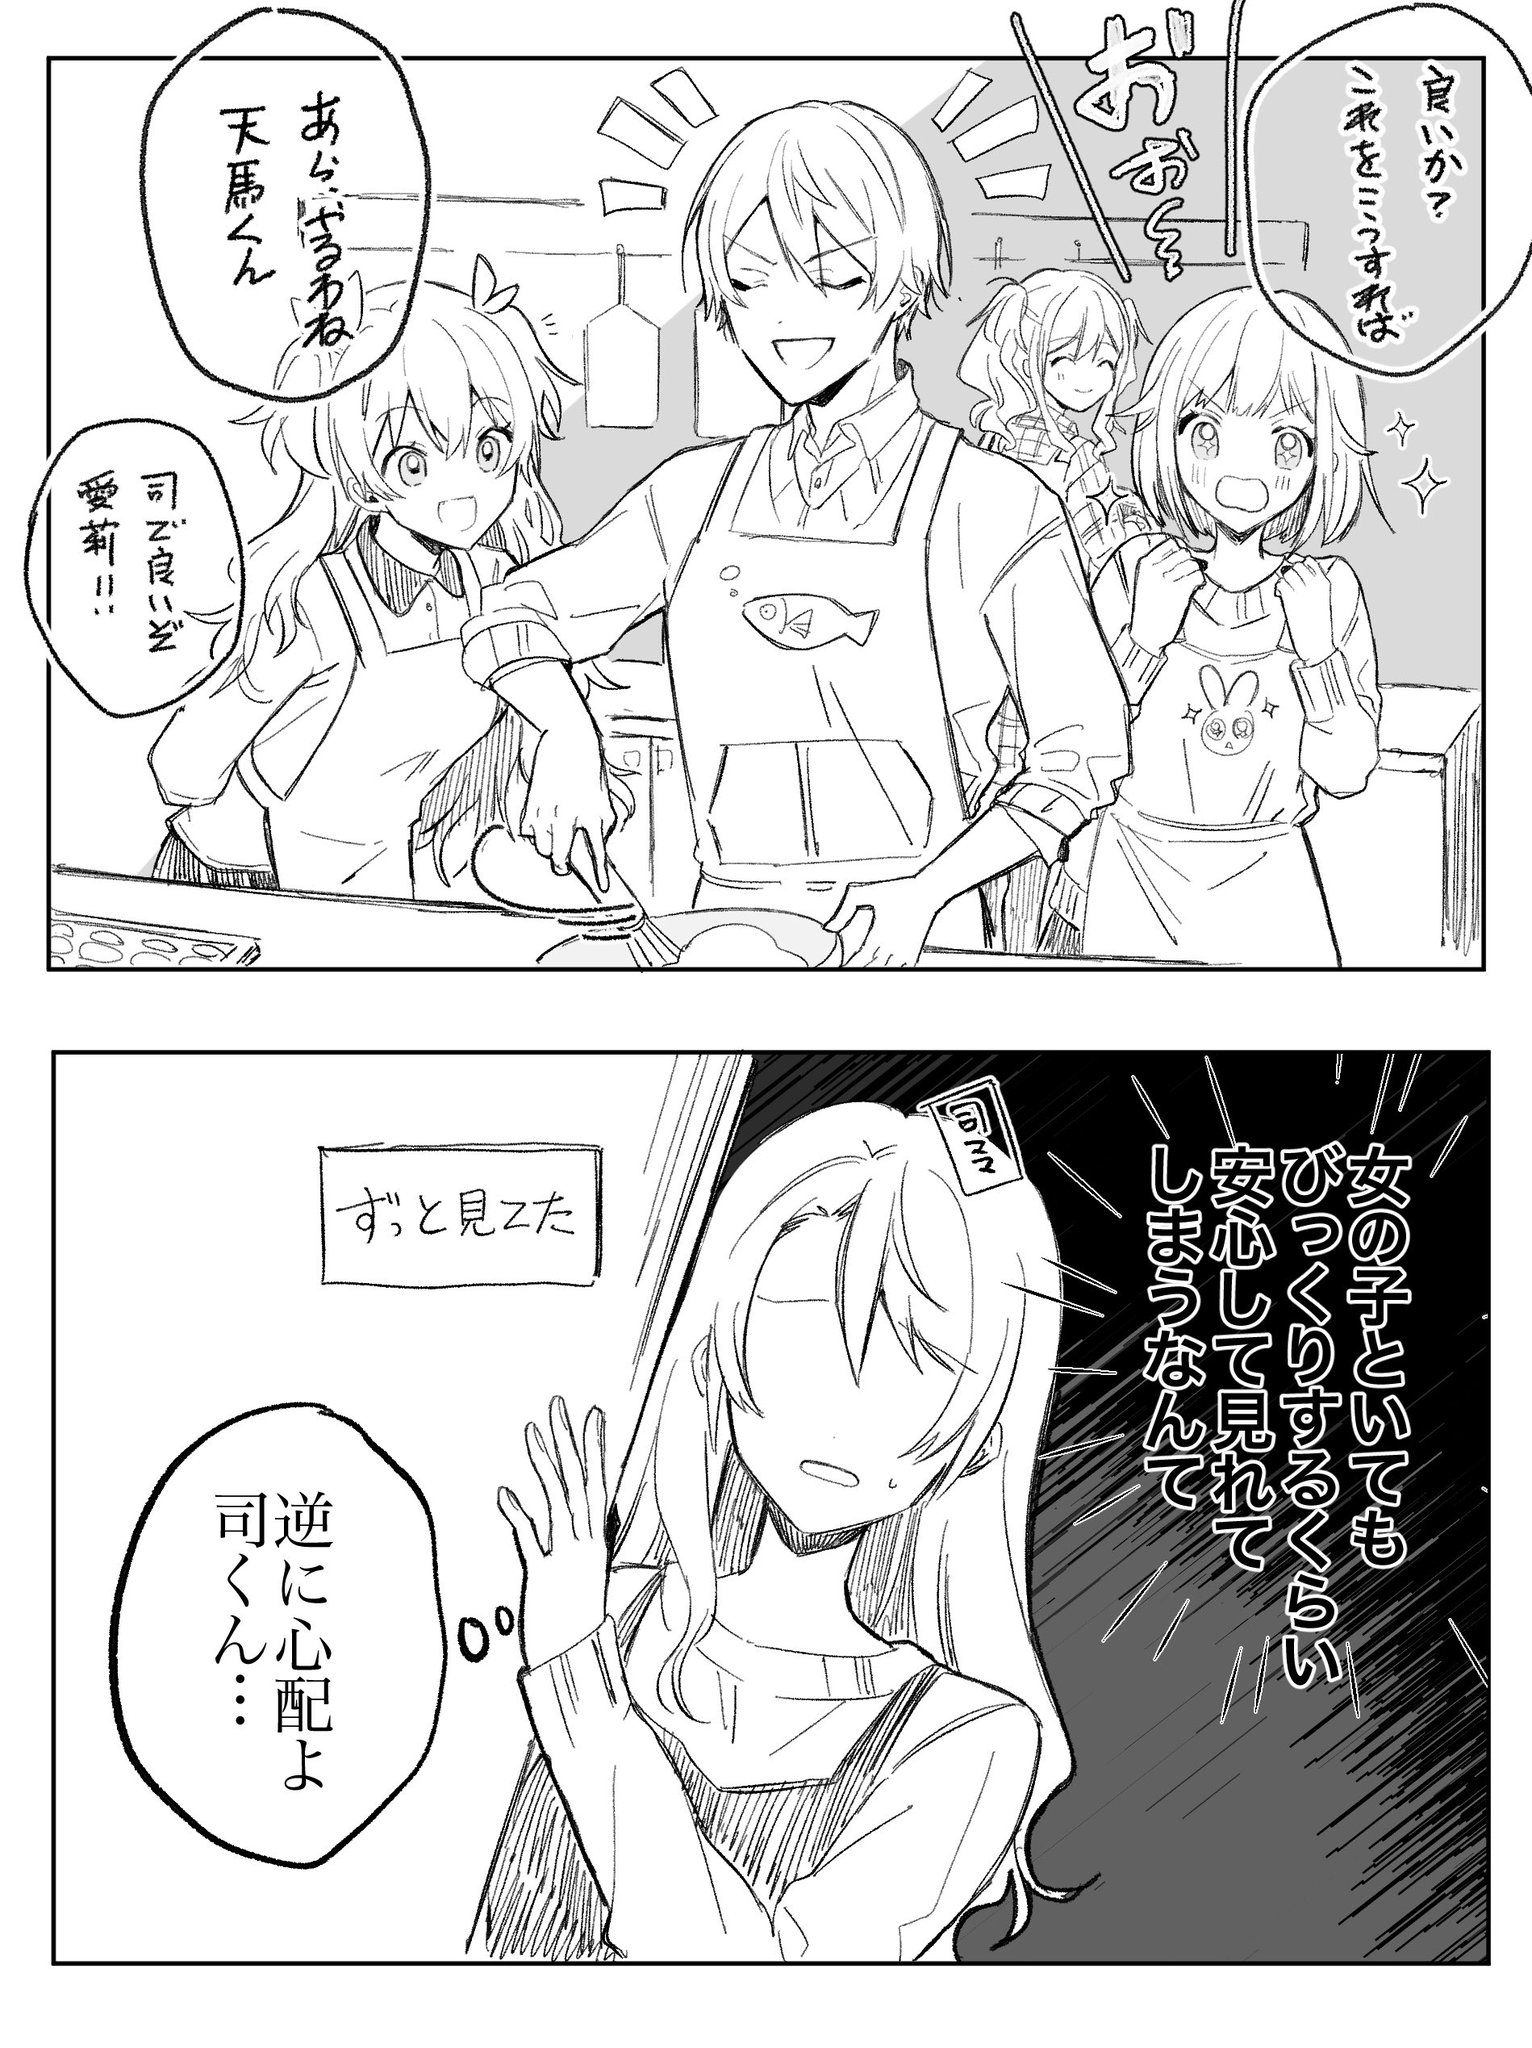 良いか?
これをこうすれば
おおぉ
あら、やるわね
天馬くん
司で良いぞ
愛莉!!
女の子といても
びっくりするくらい
安心して見れて
しまうなんて
ずっと見てた
逆に心配よ
司くん…